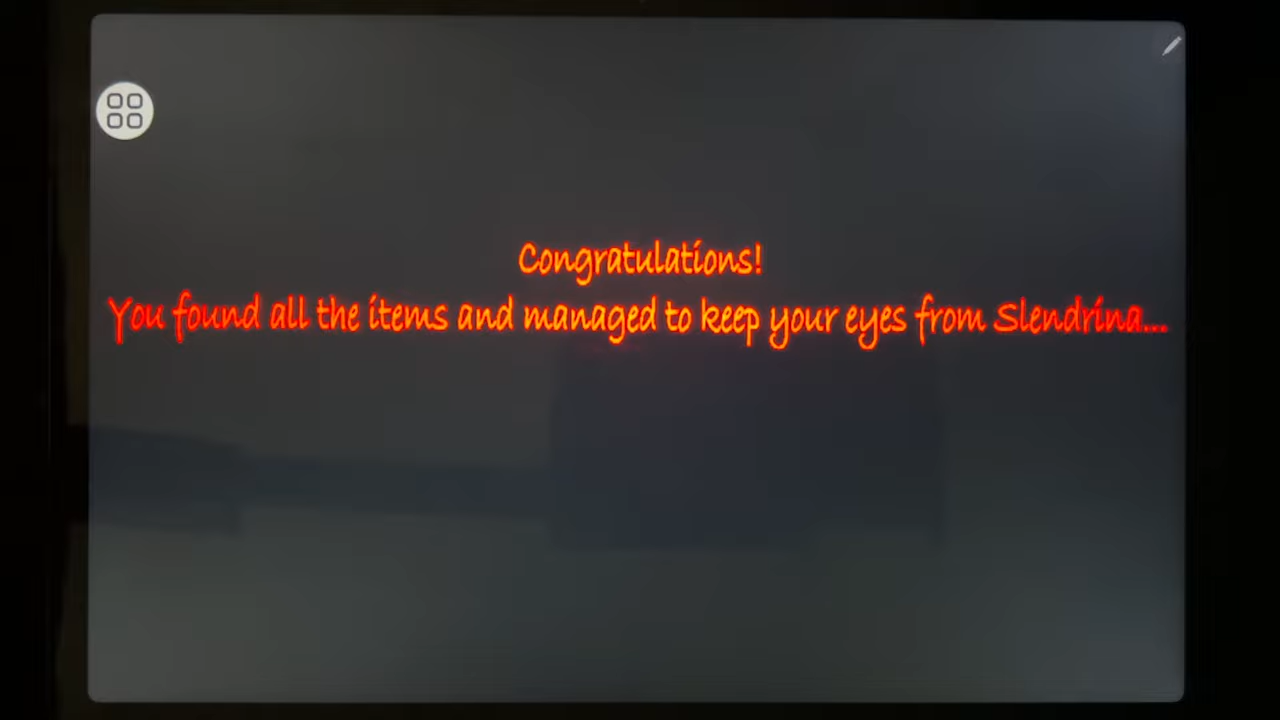 Congratulations!
You found all the items and managed to keep your eyes from Slendrina...